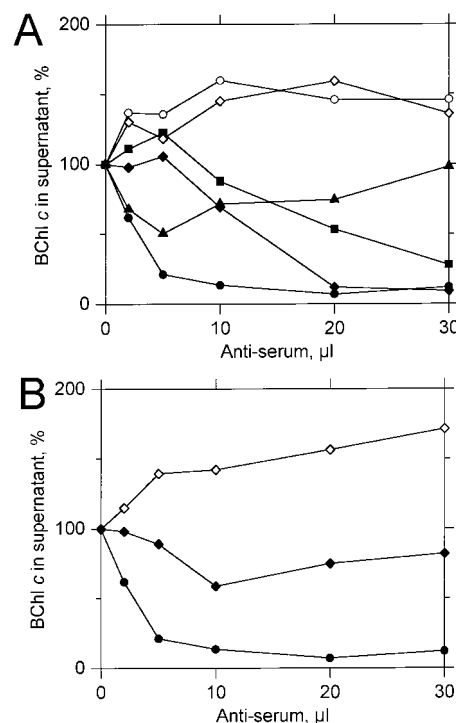 A
200
100
0
BChl c in supernatant, %
0 10 20 30
Anti-serum, µl
B
200
100
0
BChl c in supernatant, %
0 10 20 30
Anti-serum, µl